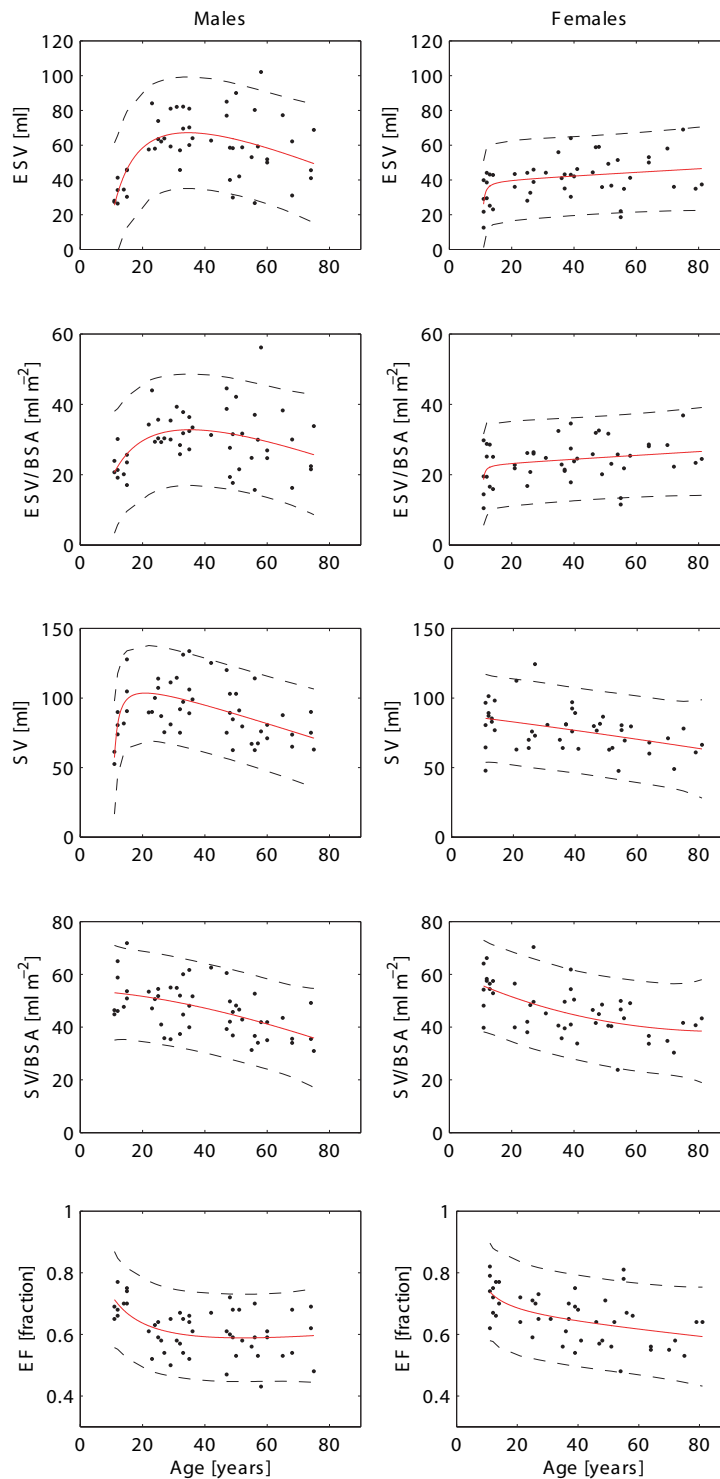 Males Females
120
100
80
60
40
20
0
ESV [ml]
0 20 40 60 80
120
100
80
60
40
20
0
ESV [ml]
0 20 40 60 80
60
40
20
0
ESV/BSA [ml m−2]
0 20 40 60 80
60
40
20
0
ESV/BSA [ml m−2]
0 20 40 60 80
150
100
50
0
SV [ml]
0 20 40 60 80
150
100
50
0
SV [ml]
0 20 40 60 80
80
60
40
20
0
SV/BSA [ml m−2]
0 20 40 60 80
80
60
40
20
0
SV/BSA [ml m−2]
0 20 40 60 80
1
0.8
0.6
0.4
EF [fraction]
0 20 40 60 80
Age [years]
1
0.8
0.6
0.4
EF [fraction]
0 20 40 60 80
Age [years]